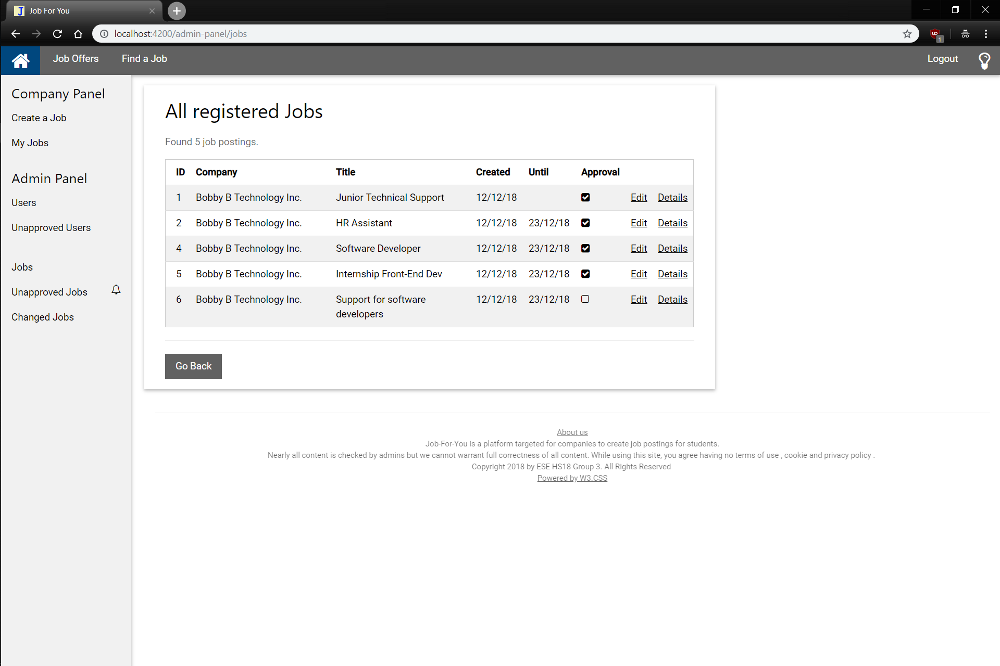 Job For You
localhost:4200/admin-panel/jobs
1
Job Offers Find a Job Logout
Company Panel
Create a Job
My Jobs
Admin Panel
Users
Unapproved Users
Jobs
Unapproved Jobs
Changed Jobs
All registered Jobs
Found 5 job postings.
ID Company Title Created Until Approval
1 Bobby B Technology Inc. Junior Technical Support 12/12/18 Edit Details
2 Bobby B Technology Inc. HR Assistant 12/12/18 23/12/18 Edit Details
4 Bobby B Technology Inc. Software Developer 12/12/18 23/12/18 Edit Details
5 Bobby B Technology Inc. Internship Front-End Dev 12/12/18 23/12/18 Edit Details
6 Bobby B Technology Inc. Support for software 12/12/18 23/12/18 Edit Details
developers
Go Back
About us
Job-For-You is a platform targeted for companies to create job postings for students.
Nearly all content is checked by admins but we cannot warrant full correctness of all content. While using this site, you agree having no terms of use , cookie and privacy policy .
Copyright 2018 by ESE HS18 Group 3. All Rights Reserved
Powered by W3.CSS